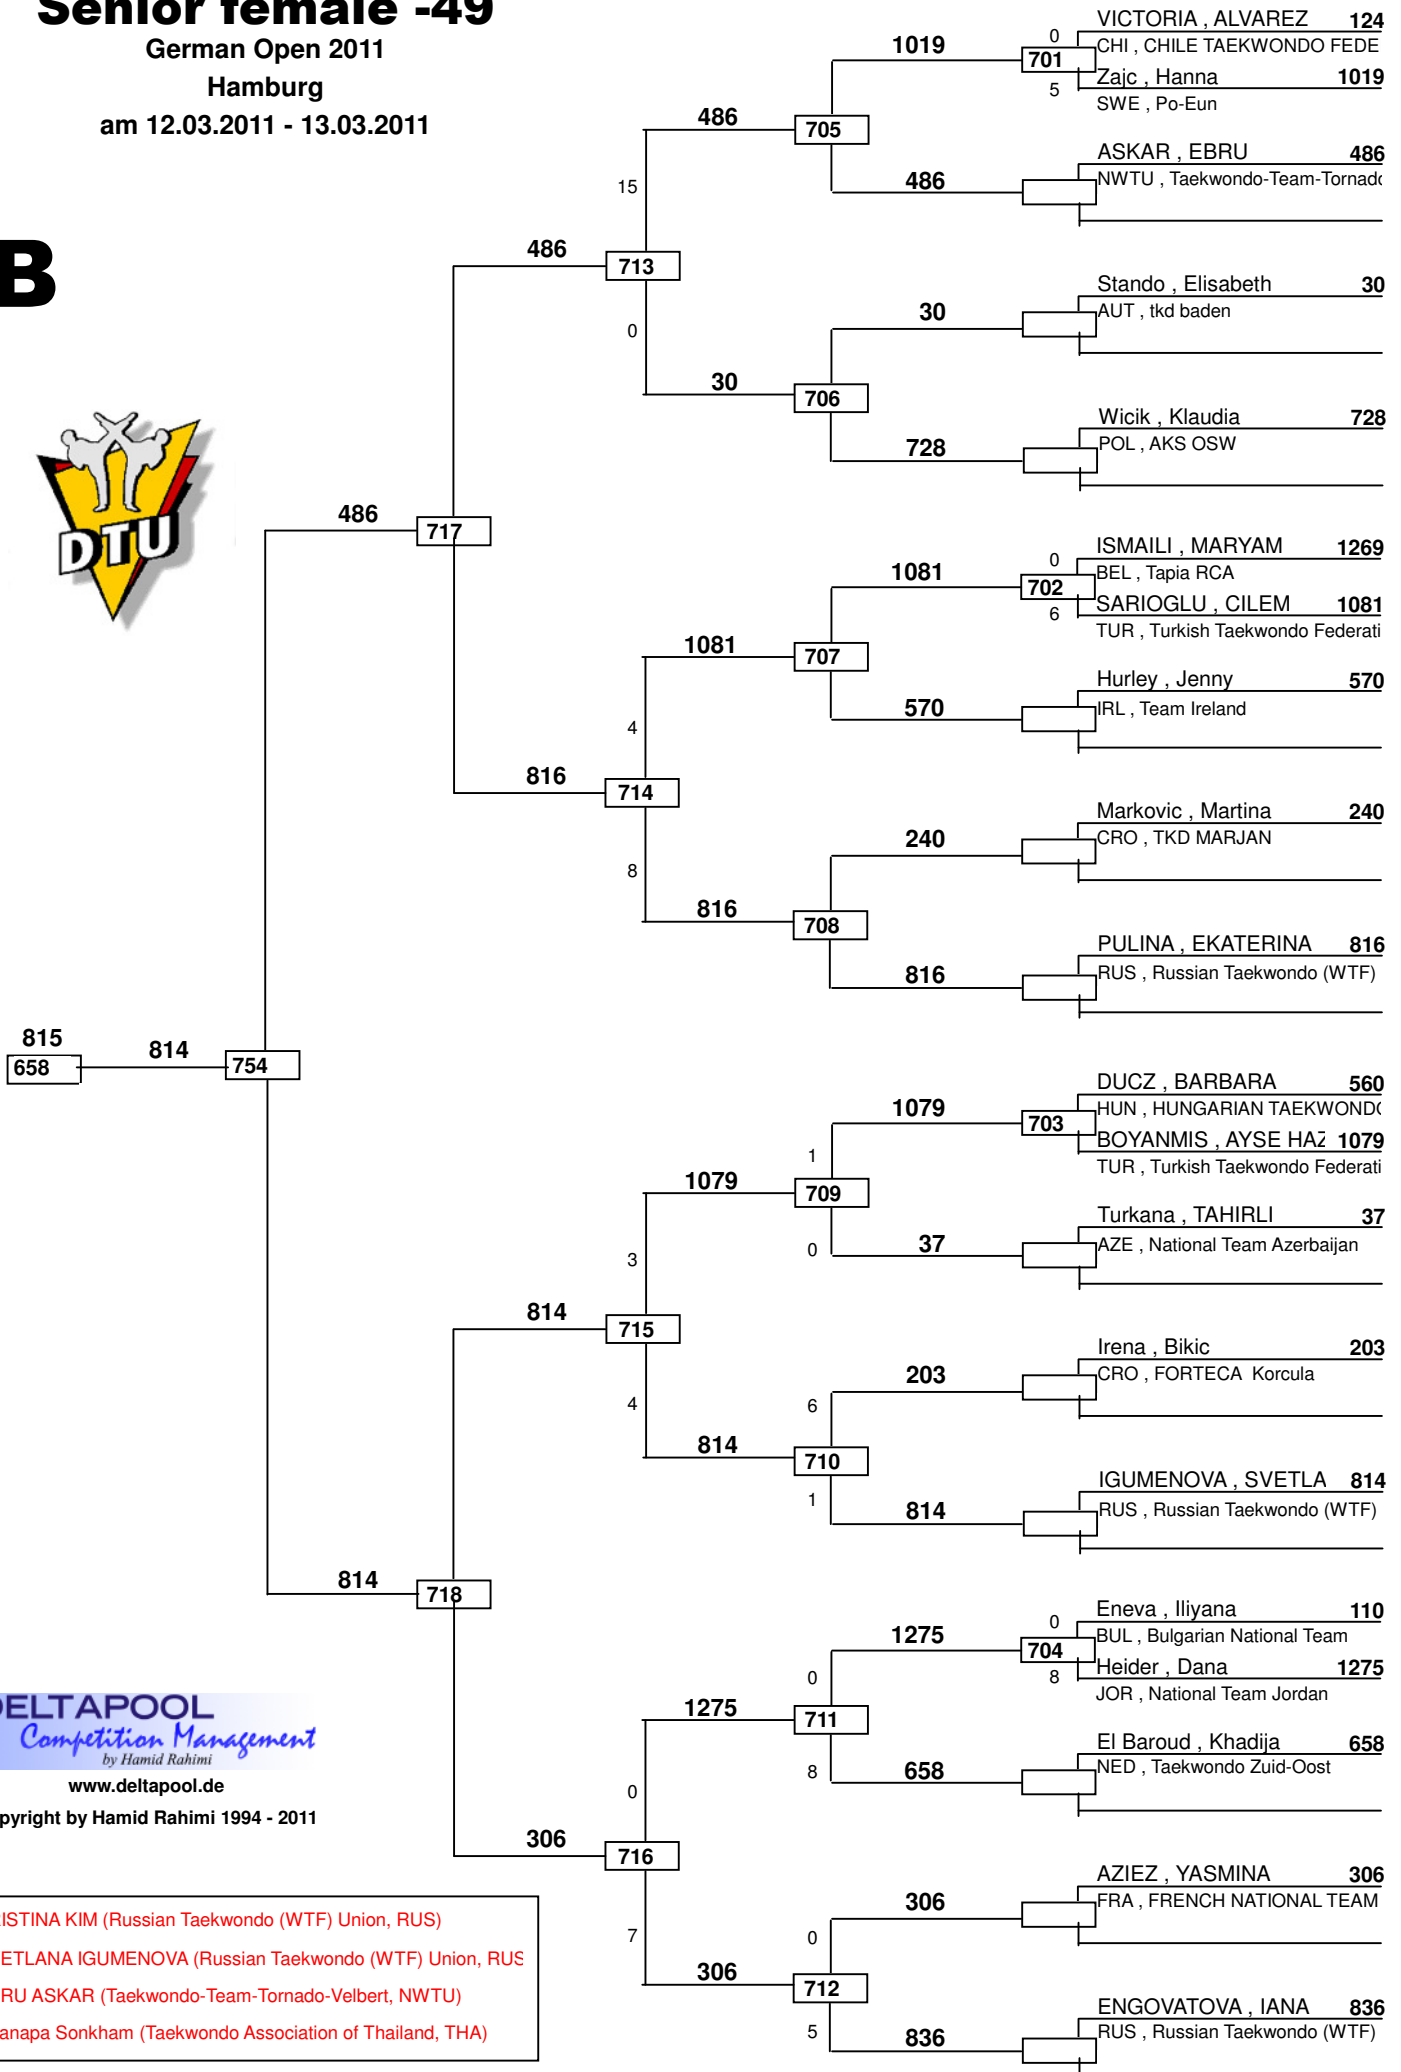 Senior female -49
German Open 2011
Hamburg
am 12.03.2011 - 13.03.2011
B
DTU
VICTORIA , ALVAREZ 124
CHI , CHILE TAEKWONDO FEDE
0
701
5
1019
Zajc , Hanna 1019
SWE , Po-Eun
486
705
ASKAR , EBRU 486
NWTU , Taekwondo-Team-Tornado
486
15
486
713
0
Stando , Elisabeth 30
AUT , tkd baden
30
30
706
Wicik , Klaudia 728
POL , AKS OSW
728
486
717
ISMAILI , MARYAM 1269
BEL , Tapia RCA
0
702
6
1081
SARIOGLU , CILEM 1081
TUR , Turkish Taekwondo Federati
1081
707
Hurley , Jenny 570
IRL , Team Ireland
570
4
816
714
8
Markovic , Martina 240
CRO , TKD MARJAN
240
816
708
PULINA , EKATERINA 816
RUS , Russian Taekwondo (WTF)
816
815
658
814
754
DUCZ , BARBARA 560
HUN , HUNGARIAN TAEKWONDO
1079
703
BOYANMIS , AYSE HAZ 1079
TUR , Turkish Taekwondo Federati
1
1079
709
0
Turkana , TAHIRLI 37
AZE , National Team Azerbaijan
37
3
814
715
4
Irena , Bikic 203
CRO , FORTECA Korcula
203
6
814
710
1
IGUMENOVA , SVETLA 814
RUS , Russian Taekwondo (WTF)
814
814
718
Eneva , Iliyana 110
BUL , Bulgarian National Team
0
704
8
1275
Heider , Dana 1275
JOR , National Team Jordan
0
1275
711
8
El Baroud , Khadija 658
NED , Taekwondo Zuid-Oost
658
0
306
716
7
AZIEZ , YASMINA 306
FRA , FRENCH NATIONAL TEAM
306
0
306
712
5
ENGOVATOVA , IANA 836
RUS , Russian Taekwondo (WTF)
836
DELTAPOOL
Competition Management
by Hamid Rahimi
www.deltapool.de
pyright by Hamid Rahimi 1994 - 2011
ISTINA KIM (Russian Taekwondo (WTF) Union, RUS)
ETLANA IGUMENOVA (Russian Taekwondo (WTF) Union, RUS
RU ASKAR (Taekwondo-Team-Tornado-Velbert, NWTU)
anapa Sonkham (Taekwondo Association of Thailand, THA)